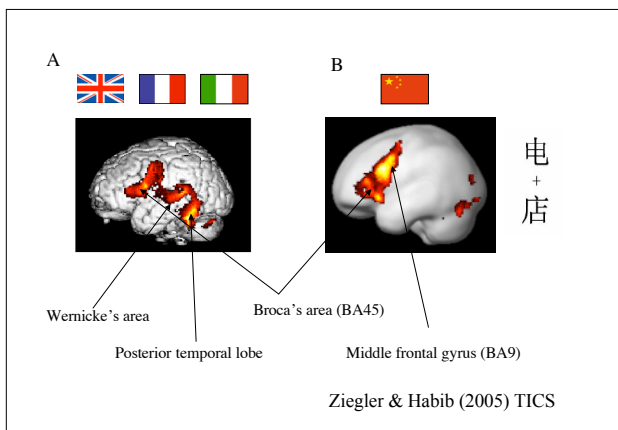 A
B
电
+
店
Wernicke's area
Broca's area (BA45)
Posterior temporal lobe
Middle frontal gyrus (BA9)
Ziegler & Habib (2005) TICS